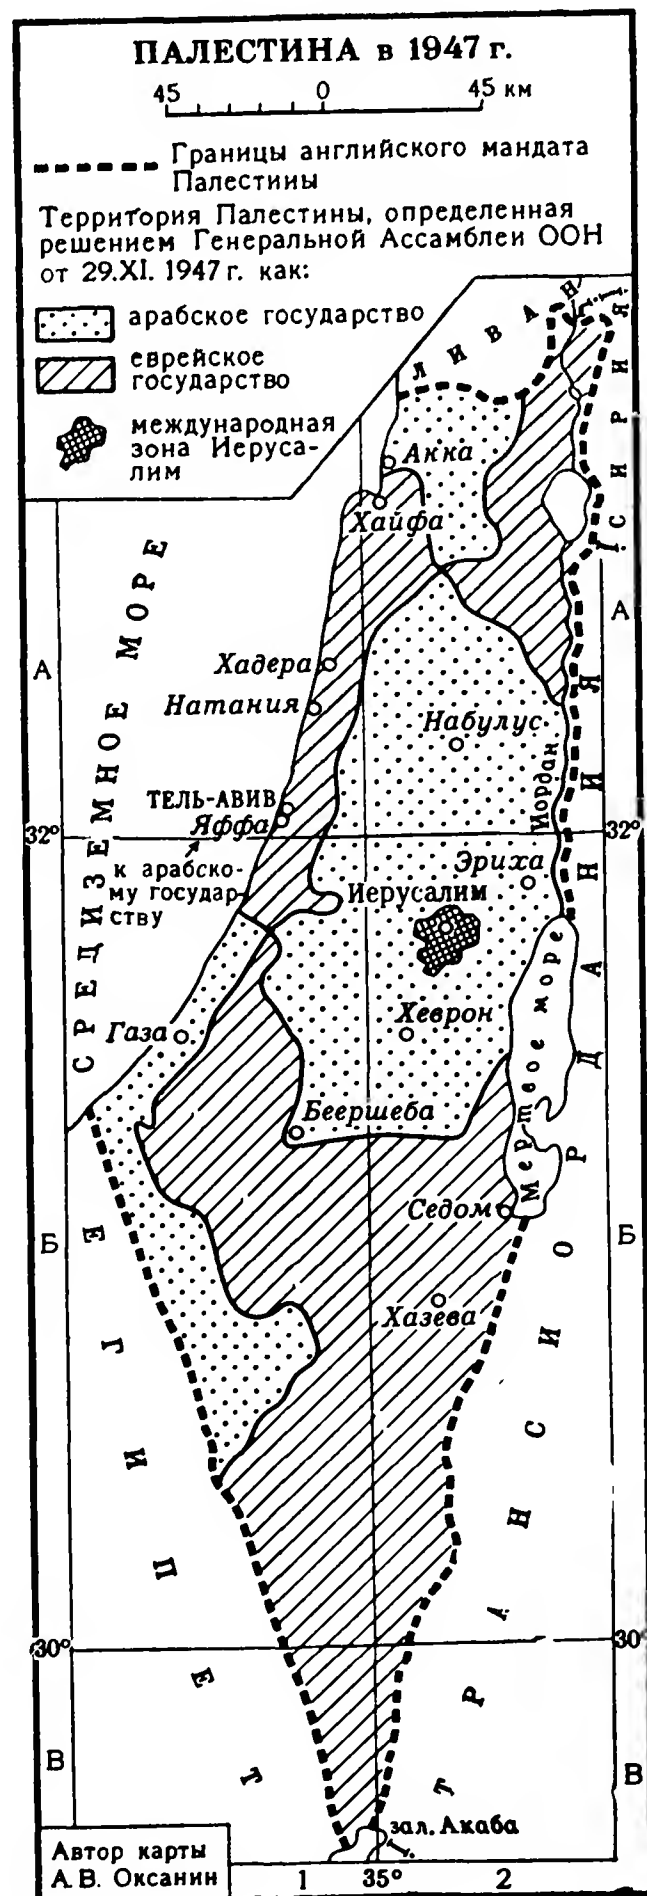 ПАЛЕСТИНА в 1947 г.
45 0 45 км
Границы английского мандата
Палестины
Территория Палестины, определенная
решением Генеральной Ассамблеи ООН
от 29.XI. 1947 г. как:
арабское государство
еврейское
государство
международная
зона Иеруса-
лим
ЛИВАН
СИРИЯ
Акка
Хайфа
СРЕДИЗЕМНОЕ МОРЕ
А
А
Хадера
Натания
Набулус
Иордан
ТЕЛЬ-АВИВ
Яффа
32°
32°
к арабско-
му государ-
ству
Эриха
Иерусалим
Мертвое море
Газа
Хеврон
Беершеба
Седом
Б
Б
Хазева
ЕГИПЕТ
ТРАНСИОРДАНИЯ
30°
30°
В
В
зал. Акаба
Автор карты
А.В. Оксанин
1 35° 2